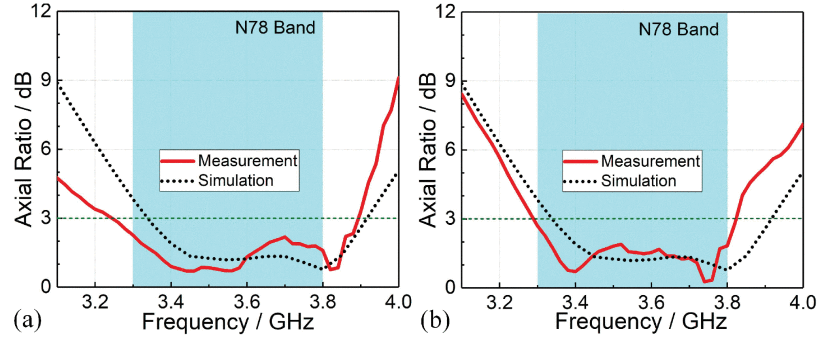 12
9
6
3
0
Axial Ratio / dB
N78 Band
Measurement
Simulation
3.2
3.4
3.6
3.8
4.0
(a)
Frequency / GHz
12
9
6
3
0
Axial Ratio / dB
N78 Band
Measurement
Simulation
3.2
3.4
3.6
3.8
4.0
(b)
Frequency / GHz